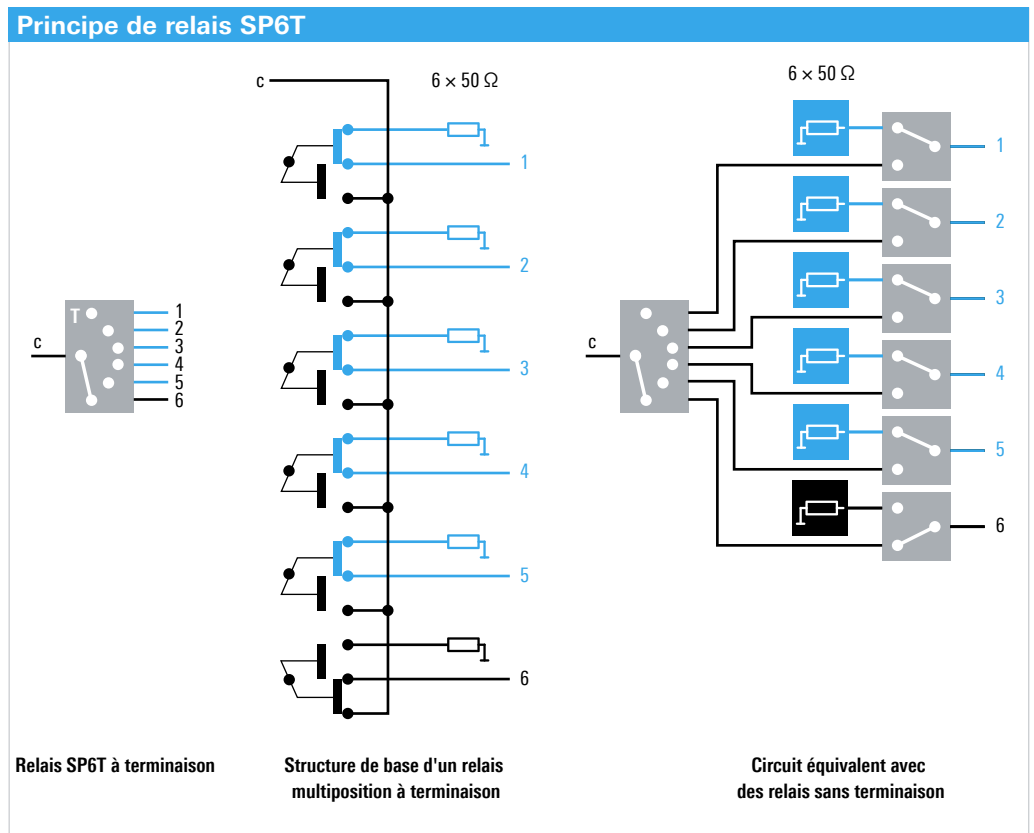 Principe de relais SP6T
c
T
1
2
3
4
5
6
Relais SP6T à terminaison
c
6 × 50 Ω
1
2
3
4
5
6
Structure de base d'un relais
multiposition à terminaison
6 × 50 Ω
c
1
2
3
4
5
6
Circuit équivalent avec
des relais sans terminaison